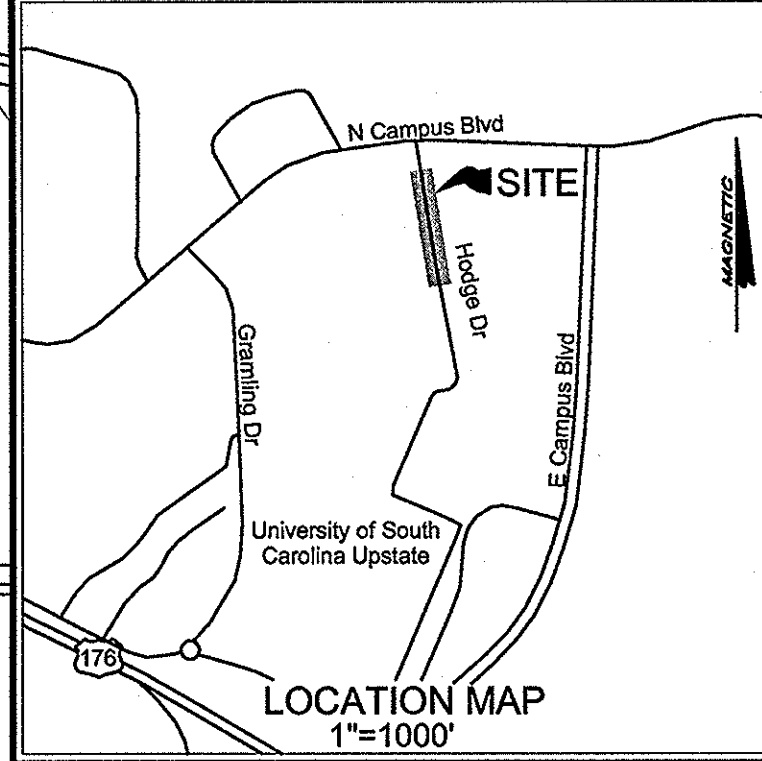 N Campus Blvd
SITE
MAGNETIC
Hodge Dr
Gramling Dr
E Campus Blvd
University of South
Carolina Upstate
176
LOCATION MAP
1"=1000'